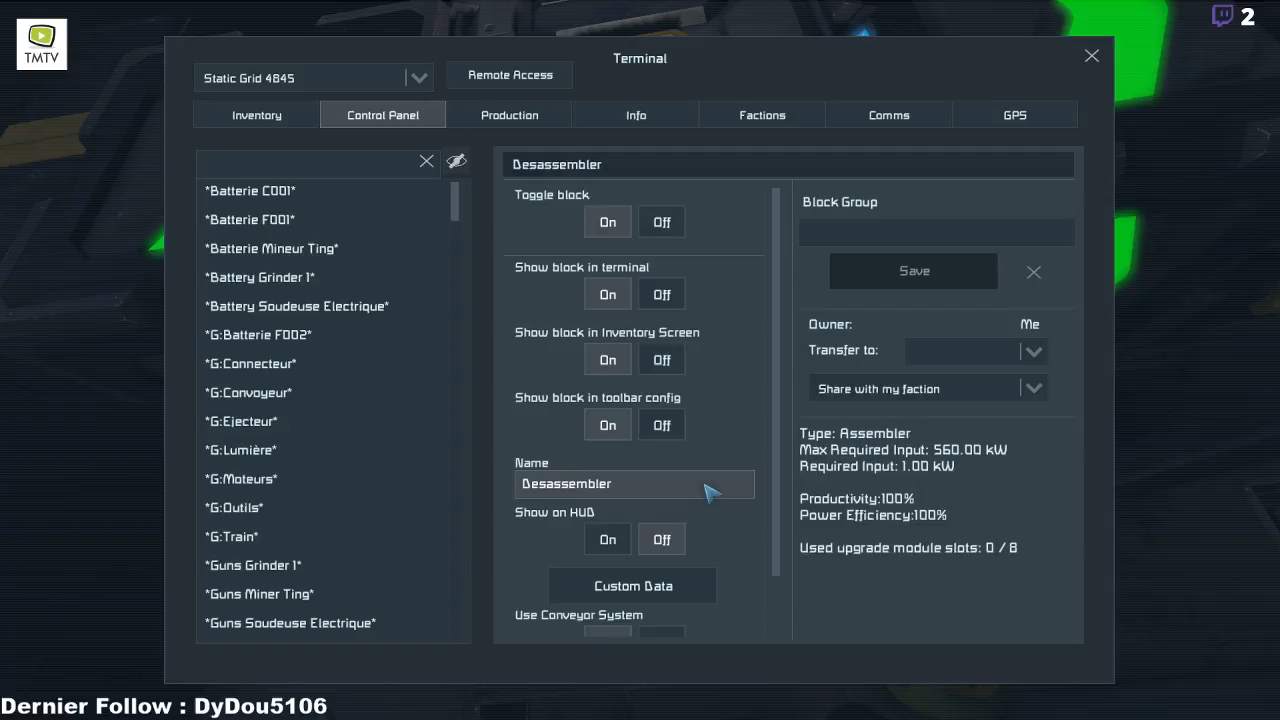 TMTV
2
Terminal
Static Grid 4845
Remote Access
Inventory
Control Panel
Production
Info
Factions
Comms
GPS
*Batterie C001*
*Batterie F001*
*Batterie Mineur Ting*
*Battery Grinder 1*
*Battery Soudeuse Electrique*
*G:Batterie F002*
*G:Connecteur*
*G:Convoyeur*
*G:Ejecteur*
*G:Lumière*
*G:Moteurs*
*G:Outils*
*G:Train*
*Guns Grinder 1*
*Guns Miner Ting*
*Guns Soudeuse Electrique*
Desassembler
Toggle block
On Off
Show block in terminal
On Off
Show block in Inventory Screen
On Off
Show block in toolbar config
On Off
Name
Desassembler
Show on HUD
On Off
Custom Data
Use Conveyor System
Block Group
Save
Owner: Me
Transfer to:
Share with my faction
Type: Assembler
Max Required Input: 560.00 kW
Required Input: 1.00 kW
Productivity:100%
Power Efficiency:100%
Used upgrade module slots: 0 / 8
Dernier Follow : DyDou5106